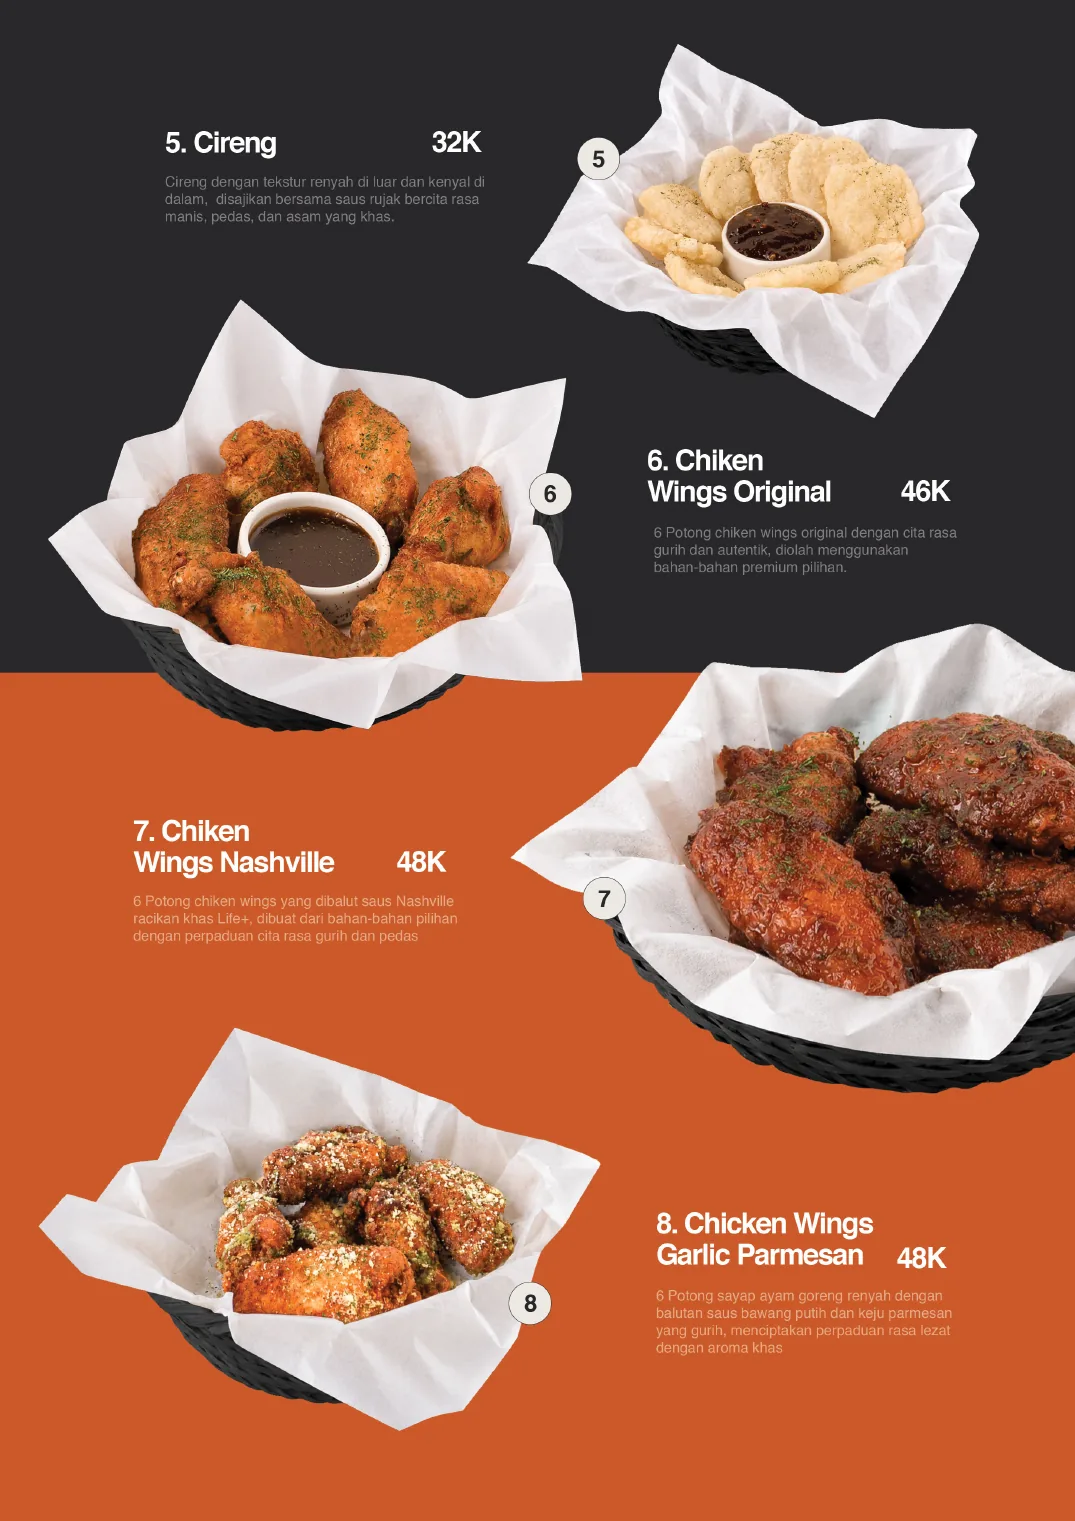 5. Cireng 32K
Cireng dengan tekstur renyah di luar dan kenyal di
dalam, disajikan bersama saus rujak bercita rasa
manis, pedas, dan asam yang khas.
5
6
6. Chiken
Wings Original 46K
6 Potong chiken wings original dengan cita rasa
gurih dan autentik, diolah menggunakan
bahan-bahan premium pilihan.
7. Chiken
Wings Nashville 48K
6 Potong chiken wings yang dibalut saus Nashville
racikan khas Life+, dibuat dari bahan-bahan pilihan
dengan perpaduan cita rasa gurih dan pedas
7
8. Chicken Wings
Garlic Parmesan 48K
6 Potong sayap ayam goreng renyah dengan
balutan saus bawang putih dan keju parmesan
yang gurih, menciptakan perpaduan rasa lezat
dengan aroma khas
8